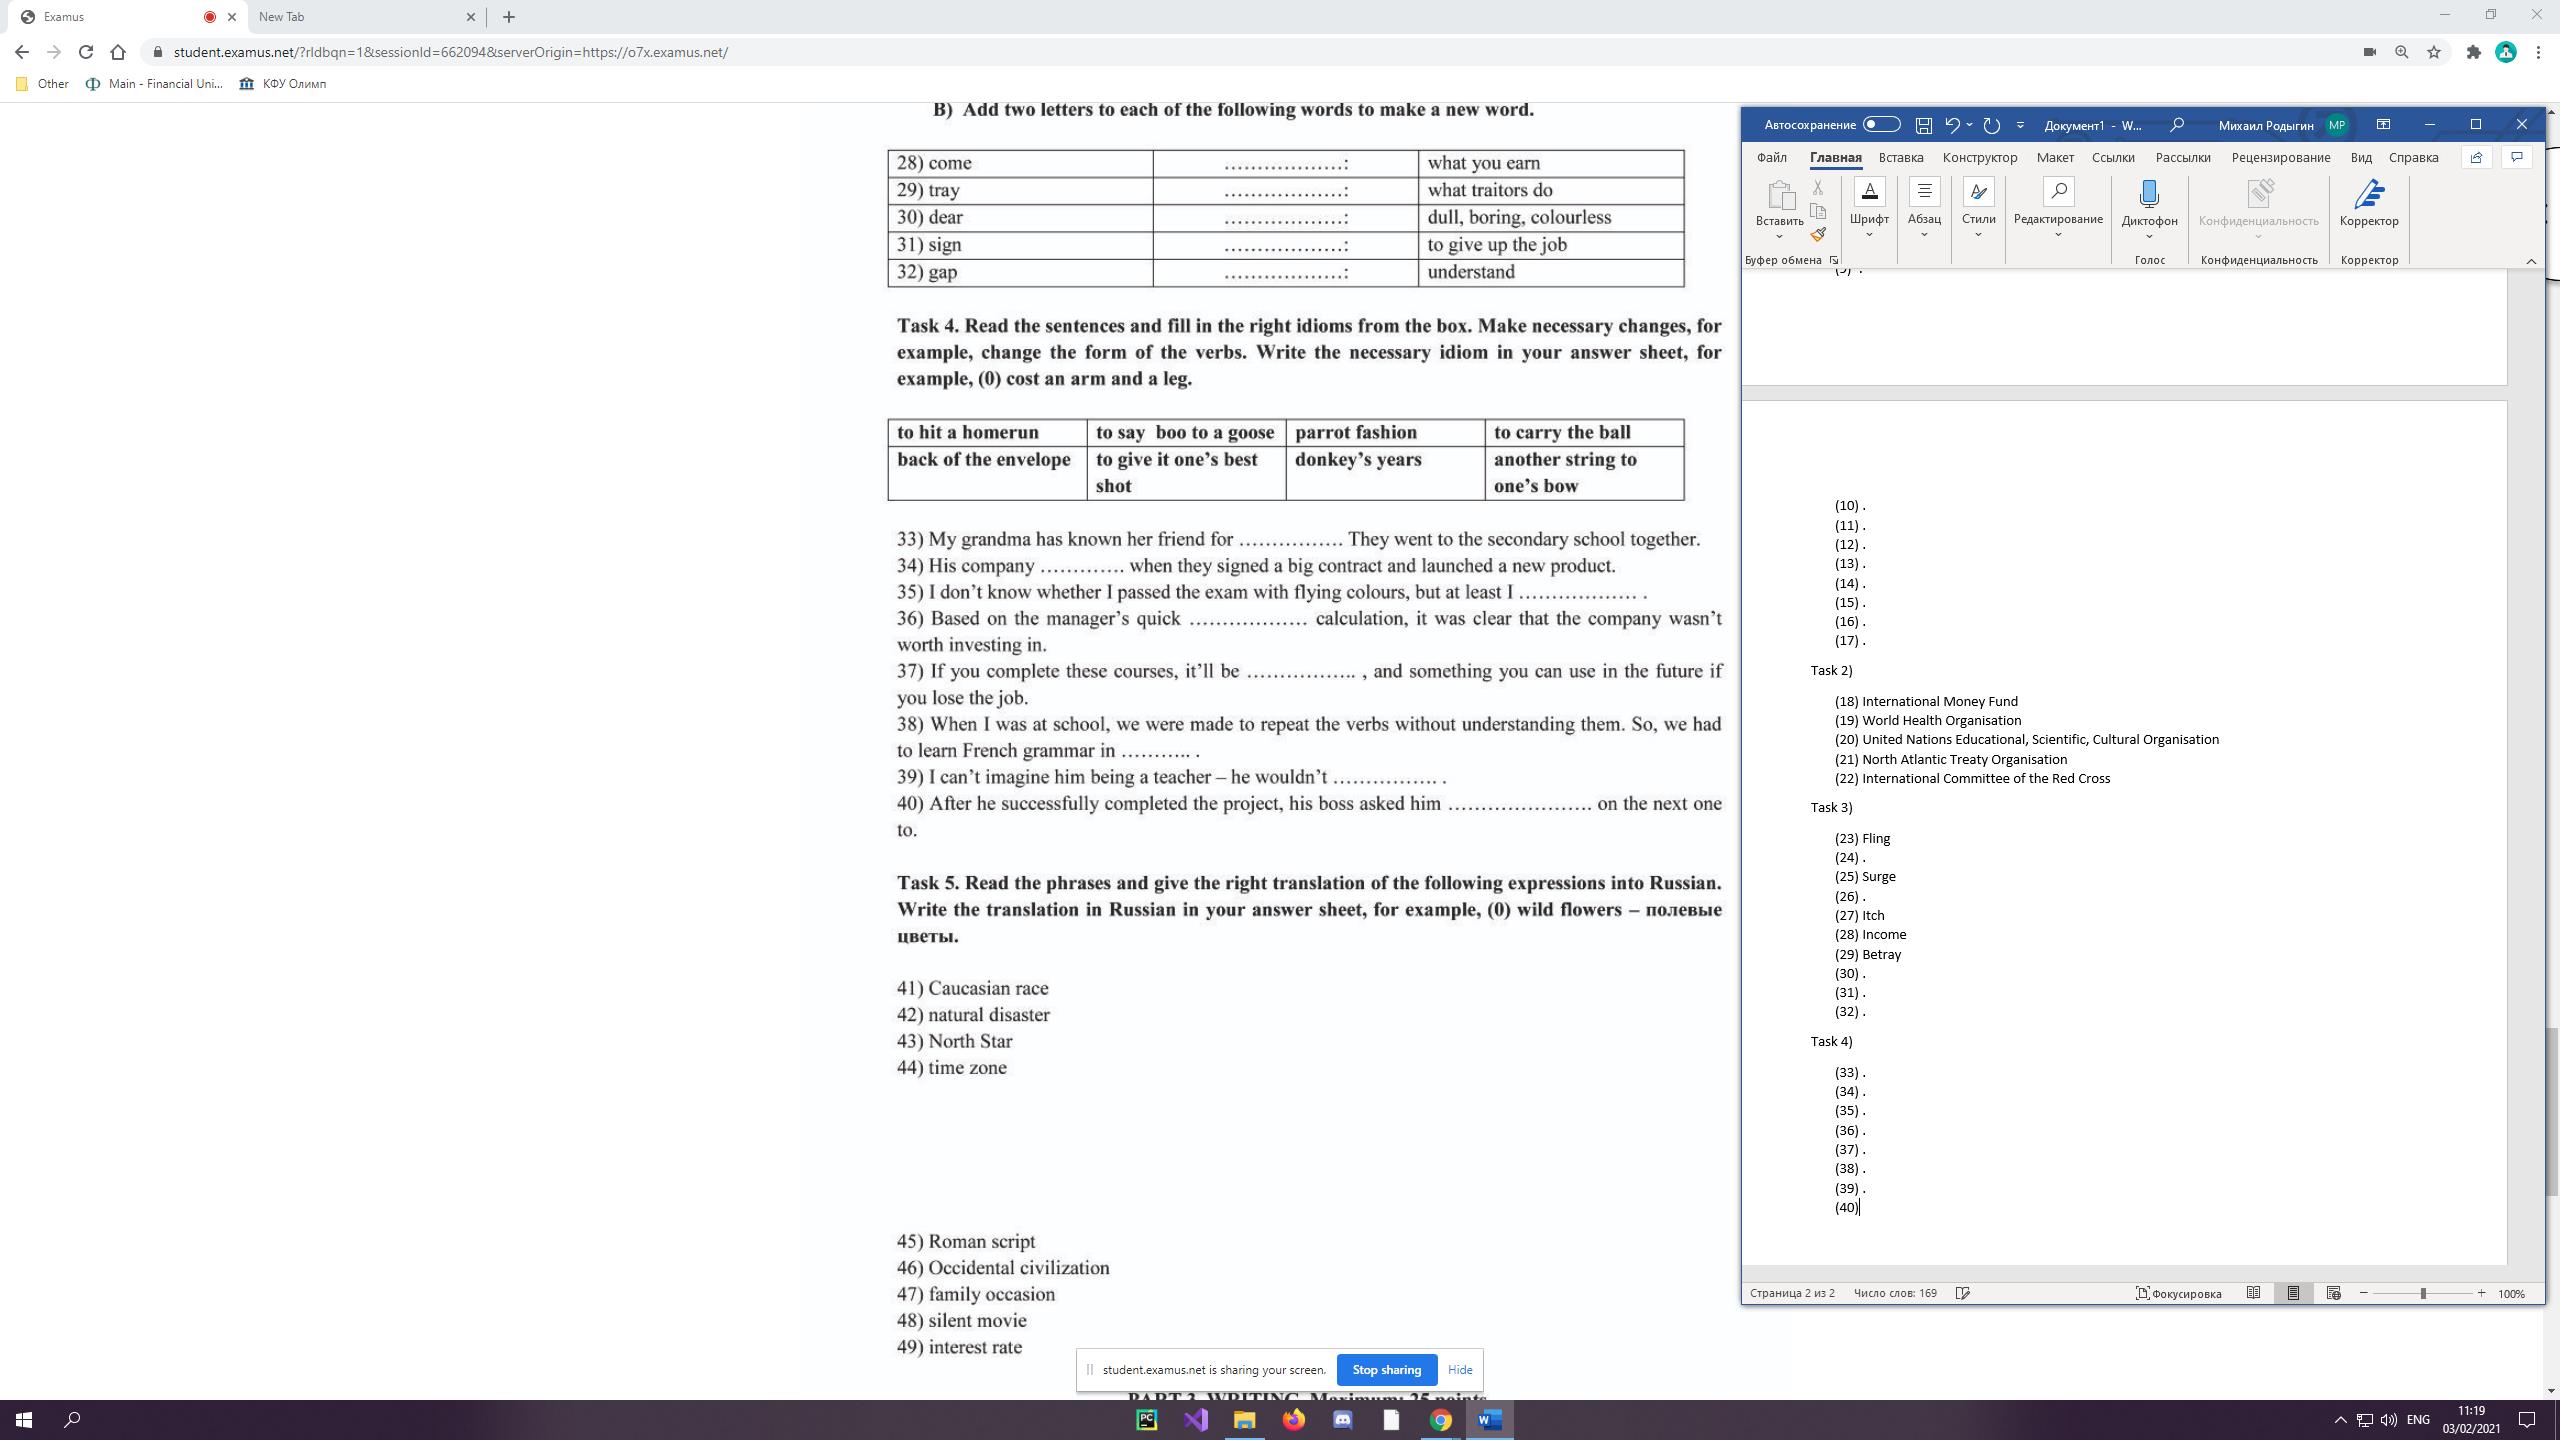 Examus
New Tab
student.examus.net/?rldbqn=1&sessionId=662094&serverOrigin=https://o7x.examus.net/
Other
Main - Financial Uni...
КФУ Олимп
B) Add two letters to each of the following words to make a new word.
28) come ………………: what you earn
29) tray ………………: what traitors do
30) dear ………………: dull, boring, colourless
31) sign ………………: to give up the job
32) gap ………………: understand
Task 4. Read the sentences and fill in the right idioms from the box. Make necessary changes, for
example, change the form of the verbs. Write the necessary idiom in your answer sheet, for
example, (0) cost an arm and a leg.
to hit a homerun
to say boo to a goose
parrot fashion
to carry the ball
back of the envelope
to give it one's best
shot
donkey's years
another string to
one's bow
33) My grandma has known her friend for ……………. They went to the secondary school together.
34) His company …………. when they signed a big contract and launched a new product.
35) I don't know whether I passed the exam with flying colours, but at least I ……………… .
36) Based on the manager's quick ……………… calculation, it was clear that the company wasn't
worth investing in.
37) If you complete these courses, it'll be …………….. , and something you can use in the future if
you lose the job.
38) When I was at school, we were made to repeat the verbs without understanding them. So, we had
to learn French grammar in ……….. .
39) I can't imagine him being a teacher – he wouldn't ……………. .
40) After he successfully completed the project, his boss asked him …………………. on the next one
to.
Task 5. Read the phrases and give the right translation of the following expressions into Russian.
Write the translation in Russian in your answer sheet, for example, (0) wild flowers – полевые
цветы.
41) Caucasian race
42) natural disaster
43) North Star
44) time zone
45) Roman script
46) Occidental civilization
47) family occasion
48) silent movie
49) interest rate
PART 3. WRITING. Maximum: 25 points
student.examus.net is sharing your screen.
Stop sharing
Hide
Автосохранение
Документ1 - W...
Михаил Родыгин
МР
Файл
Главная
Вставка
Конструктор
Макет
Ссылки
Рассылки
Рецензирование
Вид
Справка
Вставить
Шрифт
Абзац
Стили
Редактирование
Диктофон
Конфиденциальность
Корректор
Буфер обмена
Голос
Конфиденциальность
Корректор
(9) .
(10) .
(11) .
(12) .
(13) .
(14) .
(15) .
(16) .
(17) .
Task 2)
(18) International Money Fund
(19) World Health Organisation
(20) United Nations Educational, Scientific, Cultural Organisation
(21) North Atlantic Treaty Organisation
(22) International Committee of the Red Cross
Task 3)
(23) Fling
(24) .
(25) Surge
(26) .
(27) Itch
(28) Income
(29) Betray
(30) .
(31) .
(32) .
Task 4)
(33) .
(34) .
(35) .
(36) .
(37) .
(38) .
(39) .
(40)
Страница 2 из 2
Число слов: 169
Фокусировка
100%
PC
ENG
11:19
03/02/2021